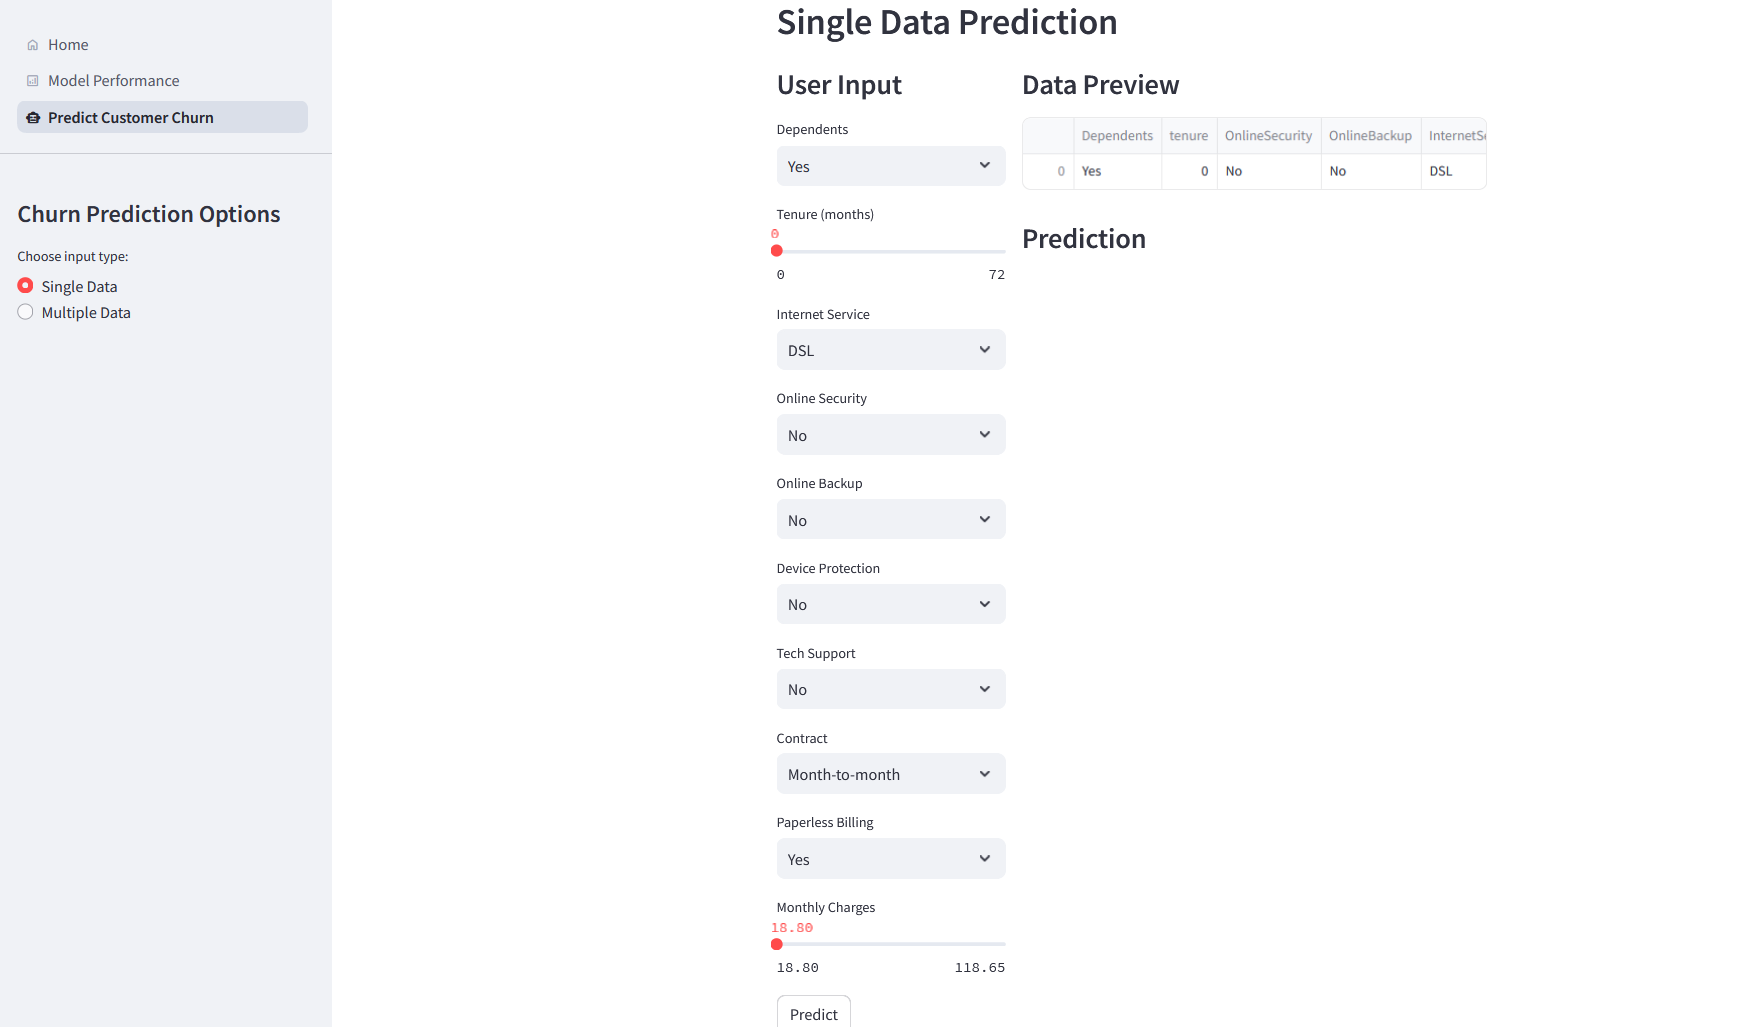 Home
Model Performance
Predict Customer Churn
Churn Prediction Options
Choose input type:
Single Data
Multiple Data
Single Data Prediction
User Input
Dependents
Yes
Tenure (months)
0
0 72
Internet Service
DSL
Online Security
No
Online Backup
No
Device Protection
No
Tech Support
No
Contract
Month-to-month
Paperless Billing
Yes
Monthly Charges
18.80
18.80 118.65
Predict
Data Preview
Dependents tenure OnlineSecurity OnlineBackup InternetSe
0 Yes 0 No No DSL
Prediction